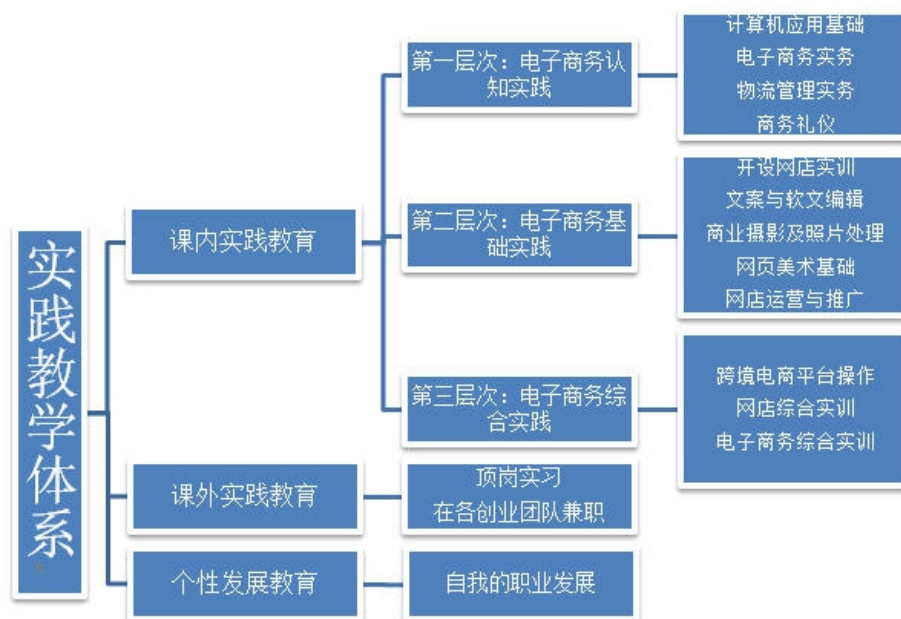 实践教学体系
课内实践教育
第一层次：电子商务认
知实践
计算机应用基础
电子商务实务
物流管理实务
商务礼仪
第二层次：电子商务基
础实践
开设网店实训
文案与软文编辑
商业摄影及照片处理
网页美术基础
网店运营与推广
第三层次：电子商务综
合实践
跨境电商平台操作
网店综合实训
电子商务综合实训
课外实践教育
顶岗实习
在各创业团队兼职
个性发展教育
自我的职业发展